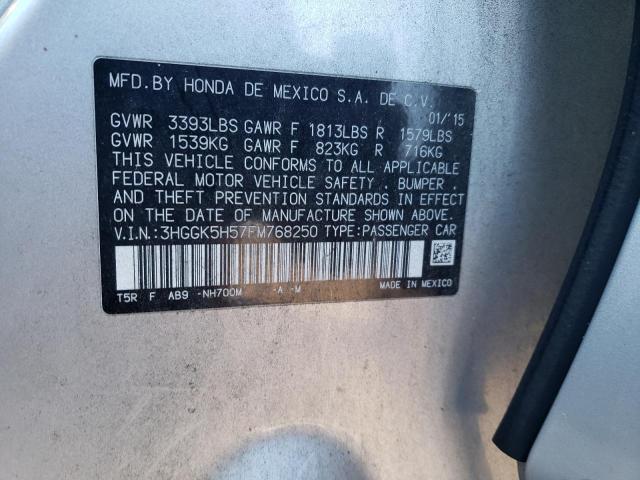 MFD.BY HONDA DE MEXICO S.A. DE C.V.
01/'15
GVWR 3393LBS GAWR F 1813LBS R 1579LBS
GVWR 1539KG GAWR F 823KG R 716KG
THIS VEHICLE CONFORMS TO ALL APPLICABLE
FEDERAL MOTOR VEHICLE SAFETY . BUMPER .
AND THEFT PREVENTION STANDARDS IN EFFECT
ON THE DATE OF MANUFACTURE SHOWN ABOVE.
V.I.N.:3HGGK5H57FM768250 TYPE:PASSENGER CAR
T5R F AB9 -NH700M -A -M MADE IN MEXICO